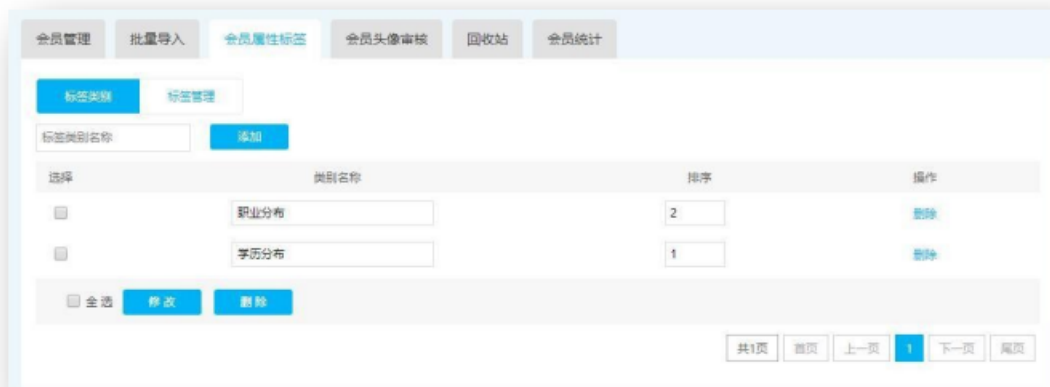 会员管理 批量导入 会员属性标签 会员头像审核 回收站 会员统计
标签类别 标签管理
标签类别名称 添加
选择 类别名称 排序 操作
职业分布 2 删除
学历分布 1 删除
全选 修改 删除
共1页 首页 上一页 1 下一页 尾页